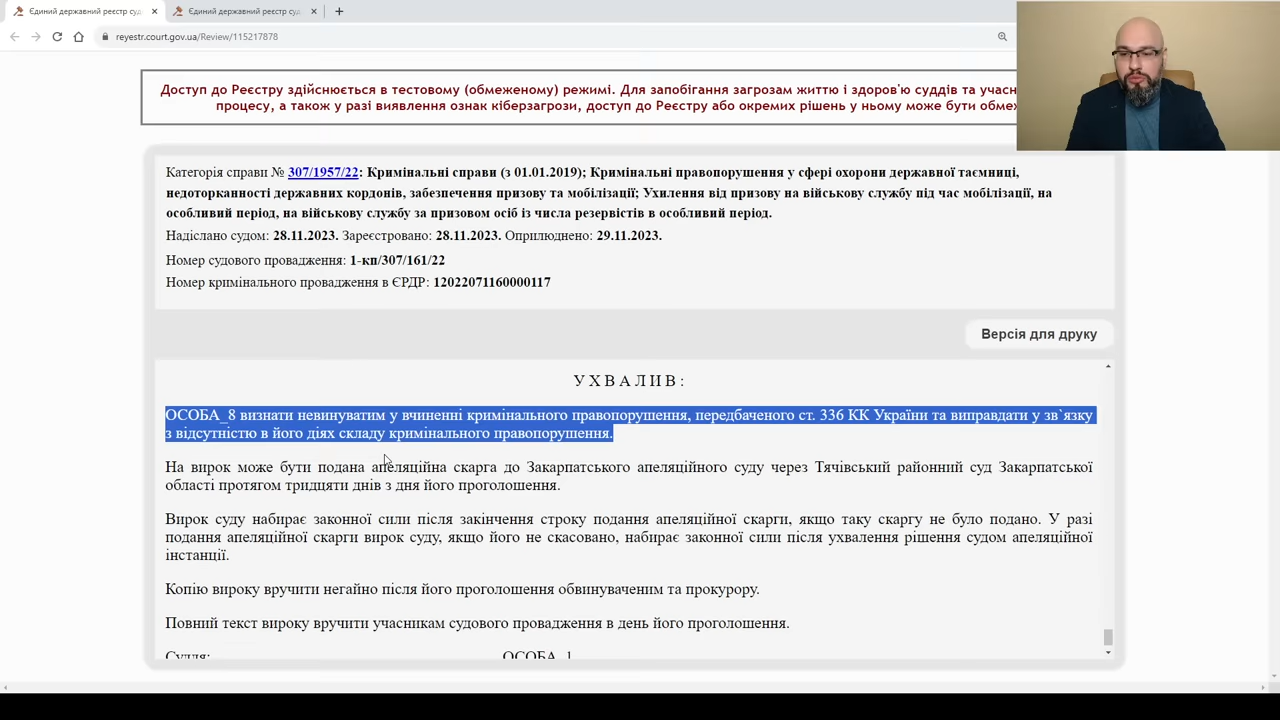 Єдиний державний реєстр суд
Єдиний державний реєстр суд
reyestr.court.gov.ua/Review/115217878
Доступ до Реєстру здійснюється в тестовому (обмеженому) режимі. Для запобігання загрозам життю і здоров'ю суддів та учасн
процесу, а також у разі виявлення ознак кіберзагрози, доступ до Реєстру або окремих рішень у ньому може бути обмеж
Категорія справи № 307/1957/22: Кримінальні справи (з 01.01.2019); Кримінальні правопорушення у сфері охорони державної таємниці,
недоторканності державних кордонів, забезпечення призову та мобілізації; Ухилення від призову на військову службу під час мобілізації, на
особливий період, на військову службу за призовом осіб із числа резервістів в особливий період.
Надіслано судом: 28.11.2023. Зареєстровано: 28.11.2023. Оприлюднено: 29.11.2023.
Номер судового провадження: 1-кп/307/161/22
Номер кримінального провадження в ЄРДР: 12022071160000117
Версія для друку
У Х В А Л И В :
ОСОБА_8 визнати невинуватим у вчиненні кримінального правопорушення, передбаченого ст. 336 КК України та виправдати у зв`язку
з відсутністю в його діях складу кримінального правопорушення.
На вирок може бути подана апеляційна скарга до Закарпатського апеляційного суду через Тячівський районний суд Закарпатської
області протягом тридцяти днів з дня його проголошення.
Вирок суду набирає законної сили після закінчення строку подання апеляційної скарги, якщо таку скаргу не було подано. У разі
подання апеляційної скарги вирок суду, якщо його не скасовано, набирає законної сили після ухвалення рішення судом апеляційної
інстанції.
Копію вироку вручити негайно після його проголошення обвинуваченим та прокурору.
Повний текст вироку вручити учасникам судового провадження в день його проголошення.
Суддя: ОСОБА_1